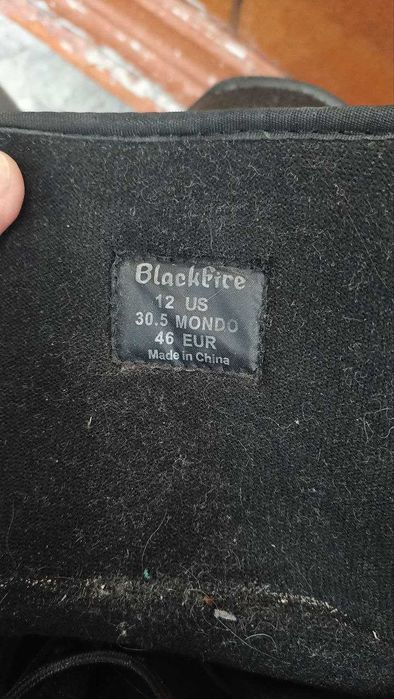 Blackfire
12 US
30.5 MONDO
46 EUR
Made in China